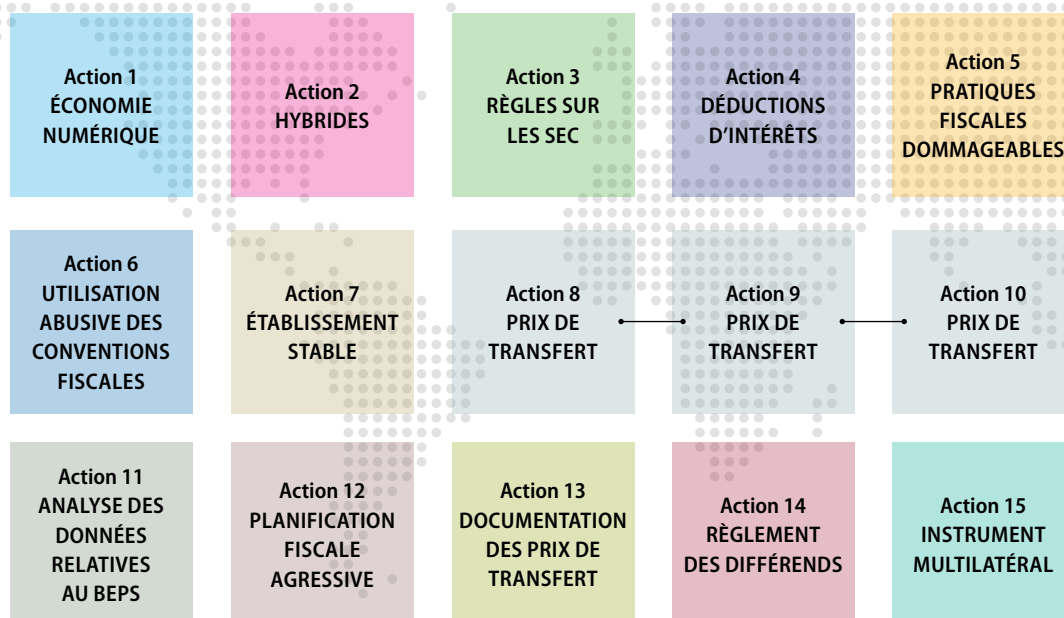 Action 1
ÉCONOMIE
NUMÉRIQUE
Action 2
HYBRIDES
Action 3
RÈGLES SUR
LES SEC
Action 4
DÉDUCTIONS
D’INTÉRÊTS
Action 5
PRATIQUES
FISCALES
DOMMAGEABLES
Action 6
UTILISATION
ABUSIVE DES
CONVENTIONS
FISCALES
Action 7
ÉTABLISSEMENT
STABLE
Action 8
PRIX DE
TRANSFERT
Action 9
PRIX DE
TRANSFERT
Action 10
PRIX DE
TRANSFERT
Action 11
ANALYSE DES
DONNÉES
RELATIVES
AU BEPS
Action 12
PLANIFICATION
FISCALE
AGRESSIVE
Action 13
DOCUMENTATION
DES PRIX DE
TRANSFERT
Action 14
RÈGLEMENT
DES DIFFÉRENDS
Action 15
INSTRUMENT
MULTILATÉRAL